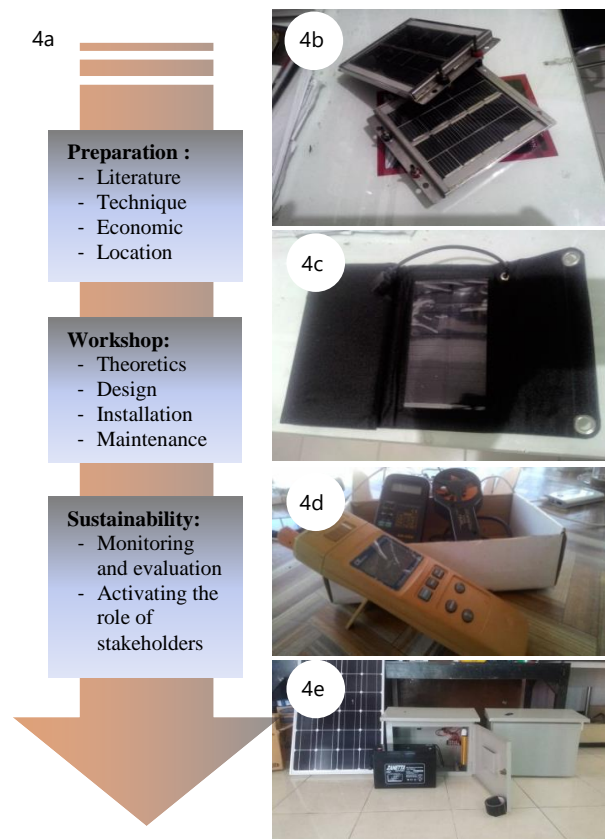 4a
Preparation :
- Literature
- Technique
- Economic
- Location
Workshop:
- Theoretics
- Design
- Installation
- Maintenance
Sustainability:
- Monitoring
and evaluation
- Activating the
role of
stakeholders
4b
4c
4d
4e